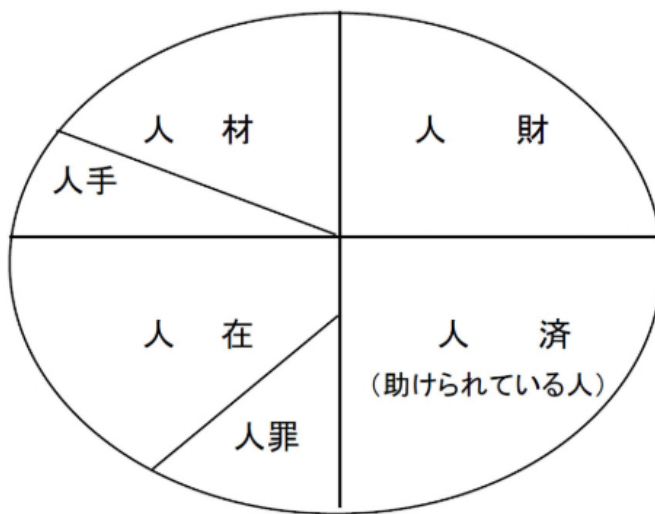 人　材
人　財
人手
人　在
人　済
（助けられている人）
人罪